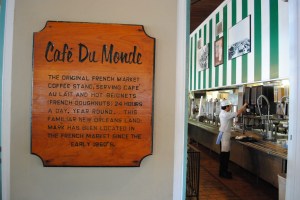 Café Du Monde
THE ORIGINAL FRENCH MARKET
COFFEE STAND, SERVING CAFÉ
AU LAIT AND HOT BEIGNETS
(FRENCH DOUGHNUTS) 24 HOURS
A DAY, YEAR ROUND. THIS
FAMILIAR NEW ORLEANS LAND-
MARK HAS BEEN LOCATED IN
THE FRENCH MARKET SINCE THE
EARLY 1860'S.